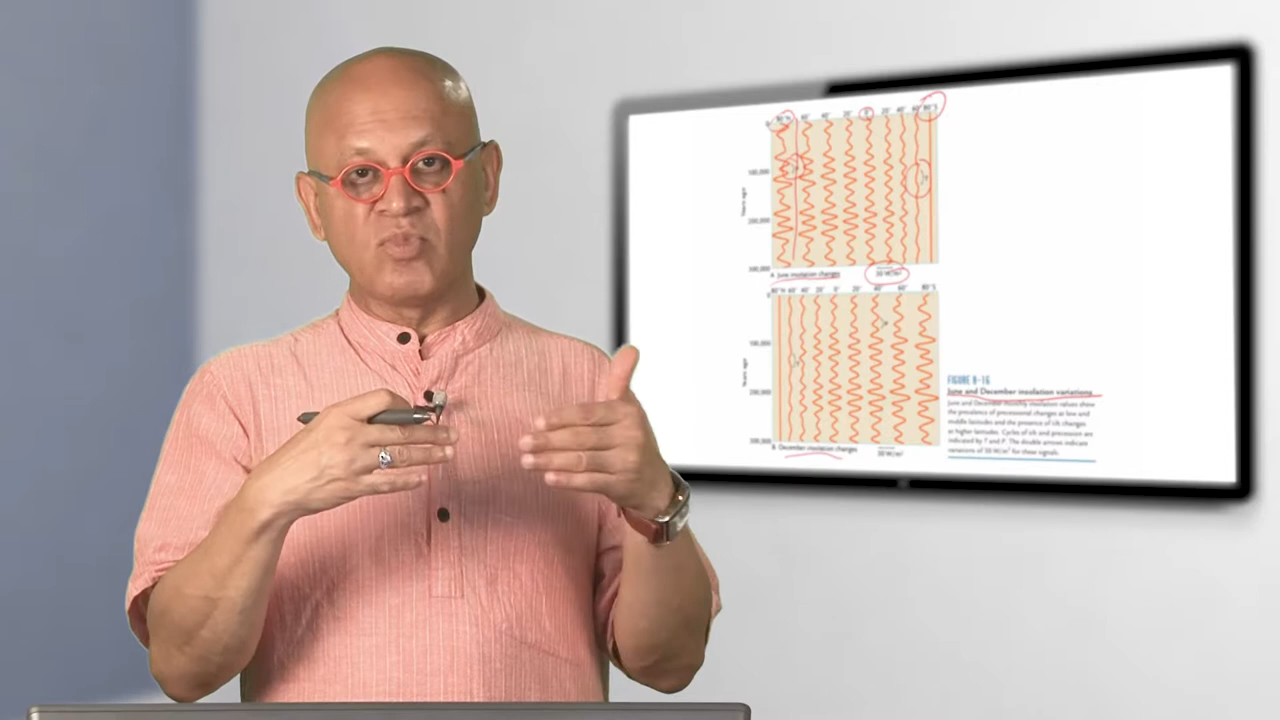 80°N 60° 40° 20° 0° 20° 40° 60° 80°S
0
100,000
Years ago
200,000
300,000
A June insolation changes
50 W/m²
80°N 60° 40° 20° 0° 20° 40° 60° 80°S
0
100,000
Years ago
200,000
300,000
B December insolation changes
50 W/m²
FIGURE 8-16
June and December insolation variations
June and December monthly insolation values show
the prevalence of precessional changes at low and
middle latitudes and the presence of tilt changes
at higher latitudes. Cycles of tilt and precession are
indicated by T and P. The double arrows indicate
variations of 50 W/m² for these signals.